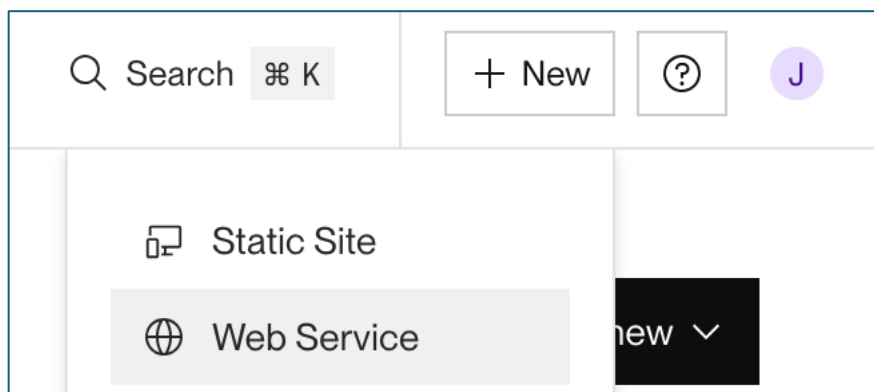 Search ⌘ K + New ? J
Static Site
Web Service
new